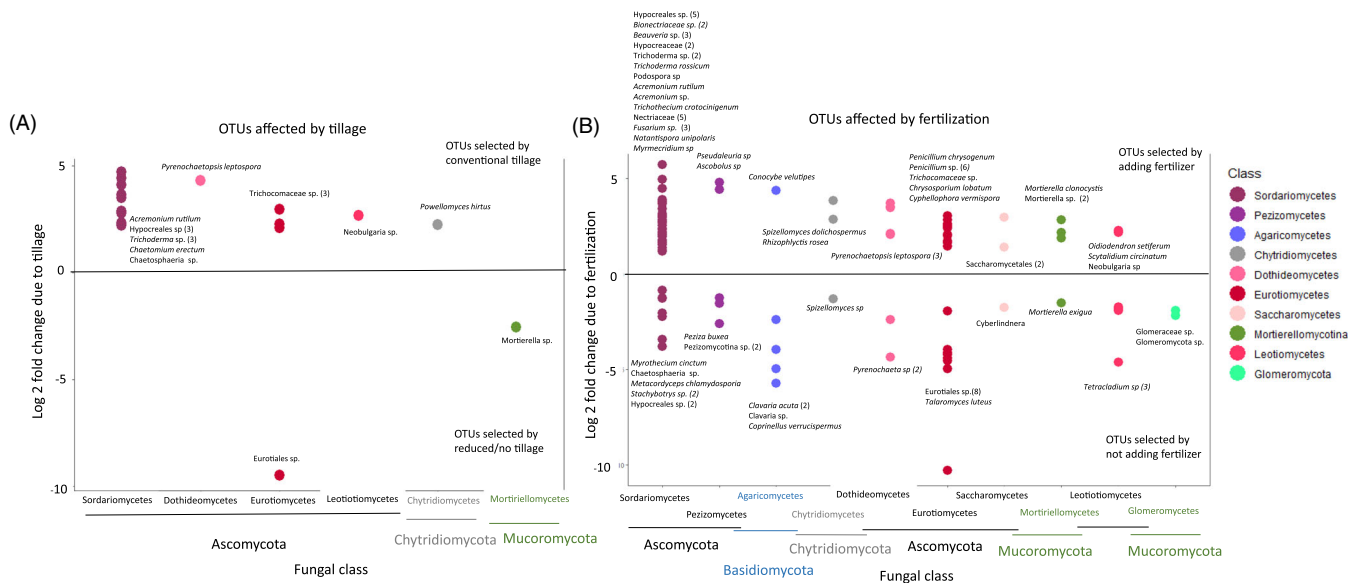 (A)
OTUs affected by tillage
OTUs selected by
conventional tillage
Log 2 fold change due to tillage
5
0
-5
-10
Pyrenochaetopsis leptospora
Trichocomaceae sp. (3)
Powellomyces hirtus
Neobulgaria sp.
Acremonium rutilum
Hypocreales sp (3)
Trichoderma sp. (3)
Chaetomium erectum
Chaetosphaeria sp.
Mortierella sp.
OTUs selected by
reduced/no tillage
Eurotiales sp.
Sordariomycetes
Dothideomycetes
Eurotiomycetes
Leotiotiomycetes
Chytridiomycetes
Mortiriellomycetes
Ascomycota
Chytridiomycota
Mucoromycota
Fungal class
(B)
OTUs affected by fertilization
Hypocreales sp. (5)
Bionectriaceae sp. (2)
Beauveria sp. (3)
Hypocreaceae (2)
Trichoderma sp. (2)
Trichoderma rossicum
Podospora sp
Acremonium rutilum
Acremonium sp.
Trichothecium crotocinigenum
Nectriaceae (5)
Fusarium sp. (3)
Natantispora unipolaris
Myrmecridium sp
Pseudaleuria sp
Ascobolus sp
Conocybe velutipes
Penicillium chrysogenum
Penicillium sp. (6)
Trichocomaceae sp.
Chrysosporium lobatum
Cyphellophora vermispora
OTUs selected by
adding fertilizer
Mortierella clonocystis
Mortierella sp. (2)
Spizellomyces dolichospermus
Rhizophlyctis rosea
Pyrenochaetopsis leptospora (3)
Saccharomycetales (2)
Oidiodendron setiferum
Scytalidium circinatum
Neobulgaria sp
Log 2 fold change due to fertilization
5
0
-5
-10
10
Spizellomyces sp
Cyberlindnera
Mortierella exigua
Glomeraceae sp.
Glomeromycota sp.
Peziza buxea
Pezizomycotina sp. (2)
Myrothecium cinctum
Chaetosphaeria sp.
Metacordyceps chlamydosporia
Stachybotrys sp. (2)
Hypocreales sp. (2)
Pyrenochaeta sp (2)
Clavaria acuta (2)
Clavaria sp.
Coprinellus verrucispermus
Eurotiales sp.(8)
Talaromyces luteus
Tetracladium sp (3)
OTUs selected by
not adding fertilizer
Sordariomycetes
Pezizomycetes
Agaricomycetes
Chytridiomycetes
Dothideomycetes
Eurotiomycetes
Saccharomycetes
Mortiriellomycetes
Leotiotiomycetes
Glomeromycetes
Ascomycota
Basidiomycota
Chytridiomycota
Ascomycota
Mucoromycota
Mucoromycota
Fungal class
Class
Sordariomycetes
Pezizomycetes
Agaricomycetes
Chytridiomycetes
Dothideomycetes
Eurotiomycetes
Saccharomycetes
Mortierellomycotina
Leotiomycetes
Glomeromycota